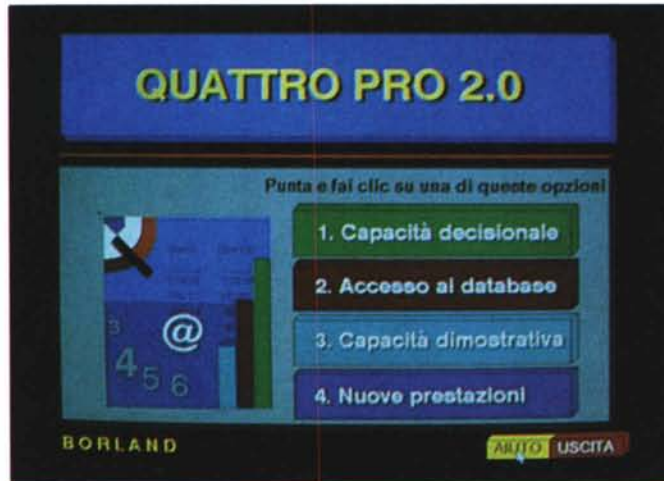 QUATTRO PRO 2.0
Punta e fai clic su una di queste opzioni
1. Capacità decisionale
2. Accesso ai database
3. Capacità dimostrativa
4. Nuove prestazioni
3
@
4 5 6
BORLAND
AIUTO USCITA